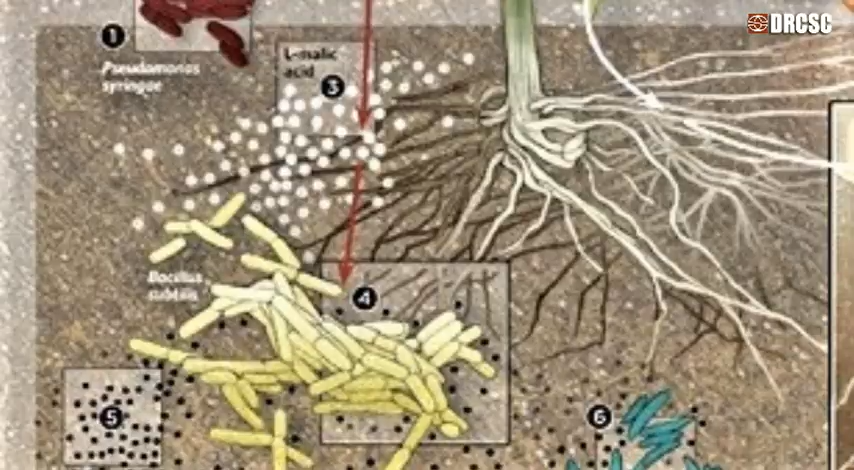 DRCSC
1
Pseudomonas
syringae
L-malic
acid
3
Bacillus
subtilis
4
5
6